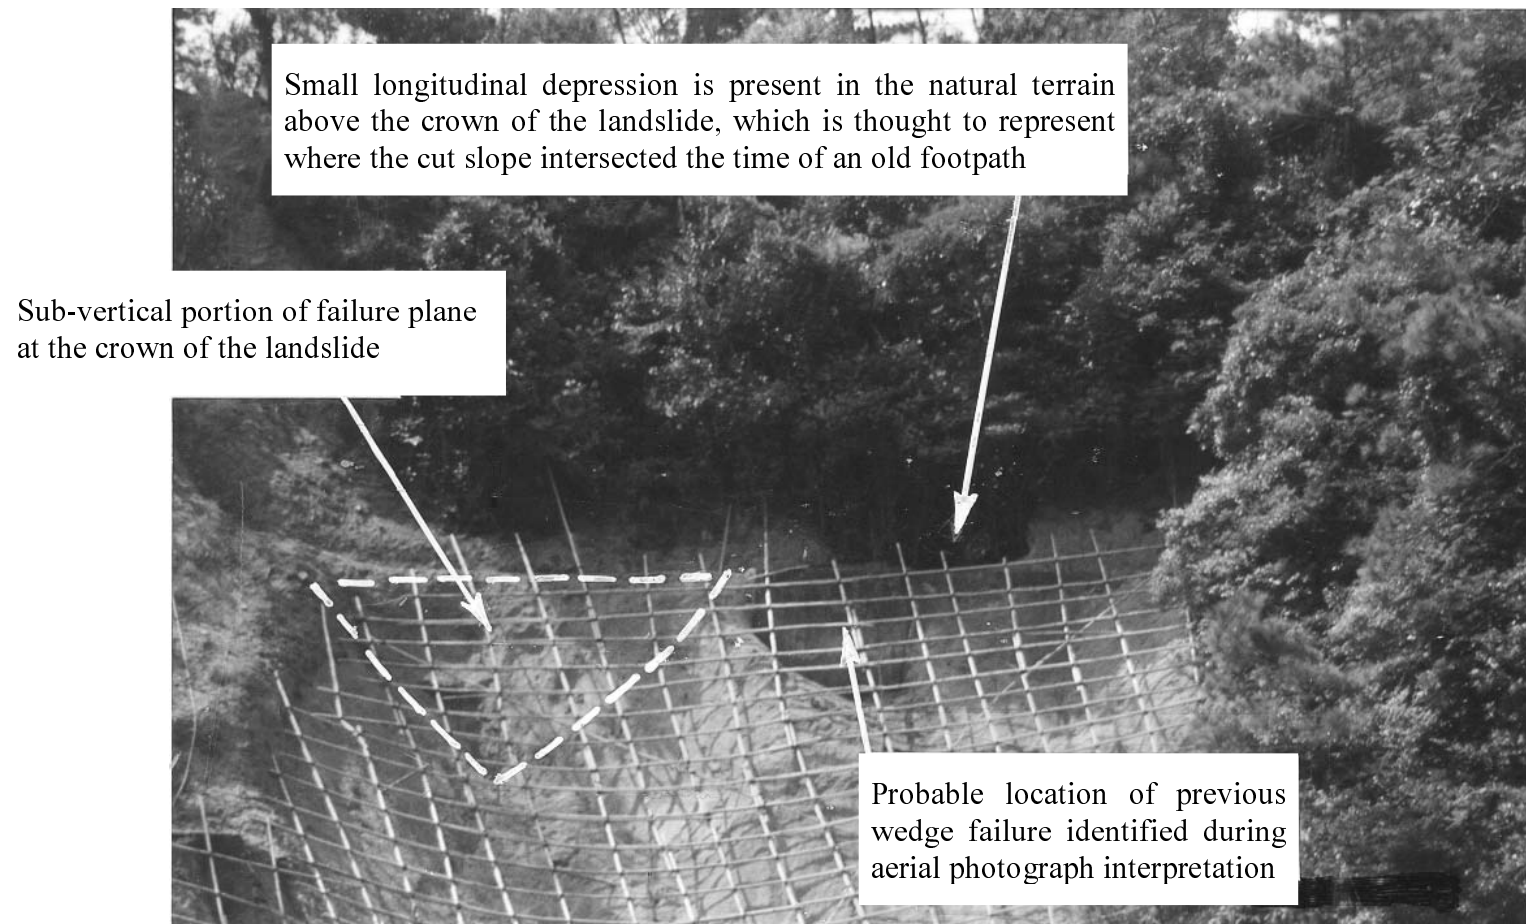 Small longitudinal depression is present in the natural terrain
above the crown of the landslide, which is thought to represent
where the cut slope intersected the time of an old footpath
Sub-vertical portion of failure plane
at the crown of the landslide
Probable location of previous
wedge failure identified during
aerial photograph interpretation